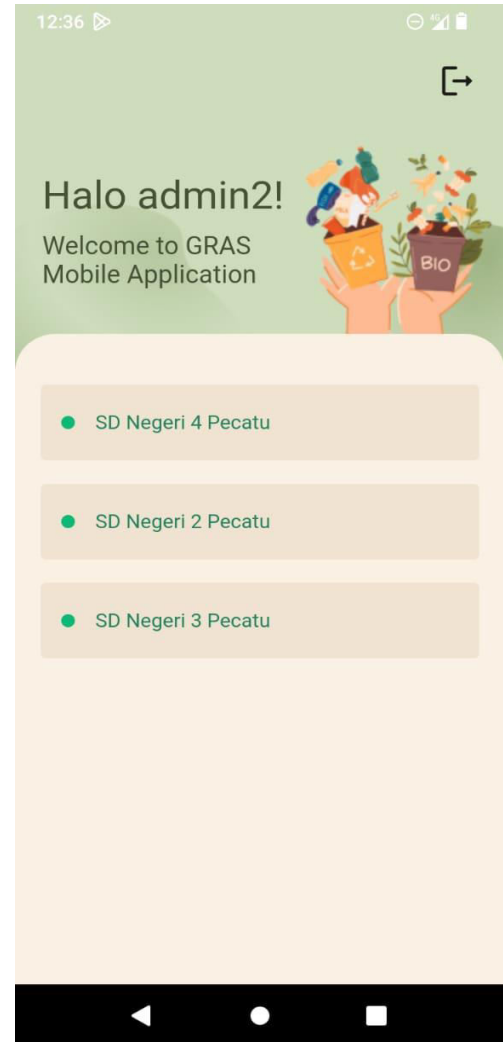 12:36
4G
Halo admin2!
Welcome to GRAS
Mobile Application
BIO
SD Negeri 4 Pecatu
SD Negeri 2 Pecatu
SD Negeri 3 Pecatu